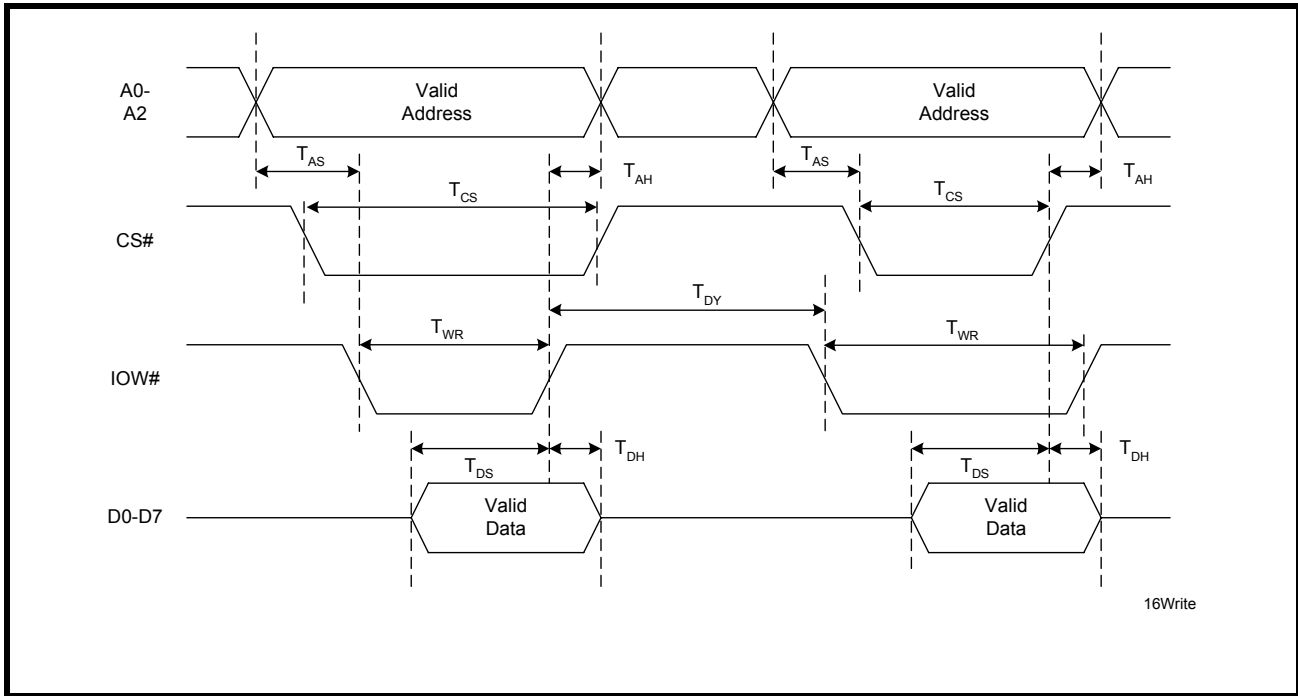 A0-
A2
Valid
Address
Valid
Address
TAS
TAH
TAS
TAH
TCS
TCS
CS#
TDY
TWR
TWR
IOW#
TDS
TDH
TDS
TDH
D0-D7
Valid
Data
Valid
Data
16Write